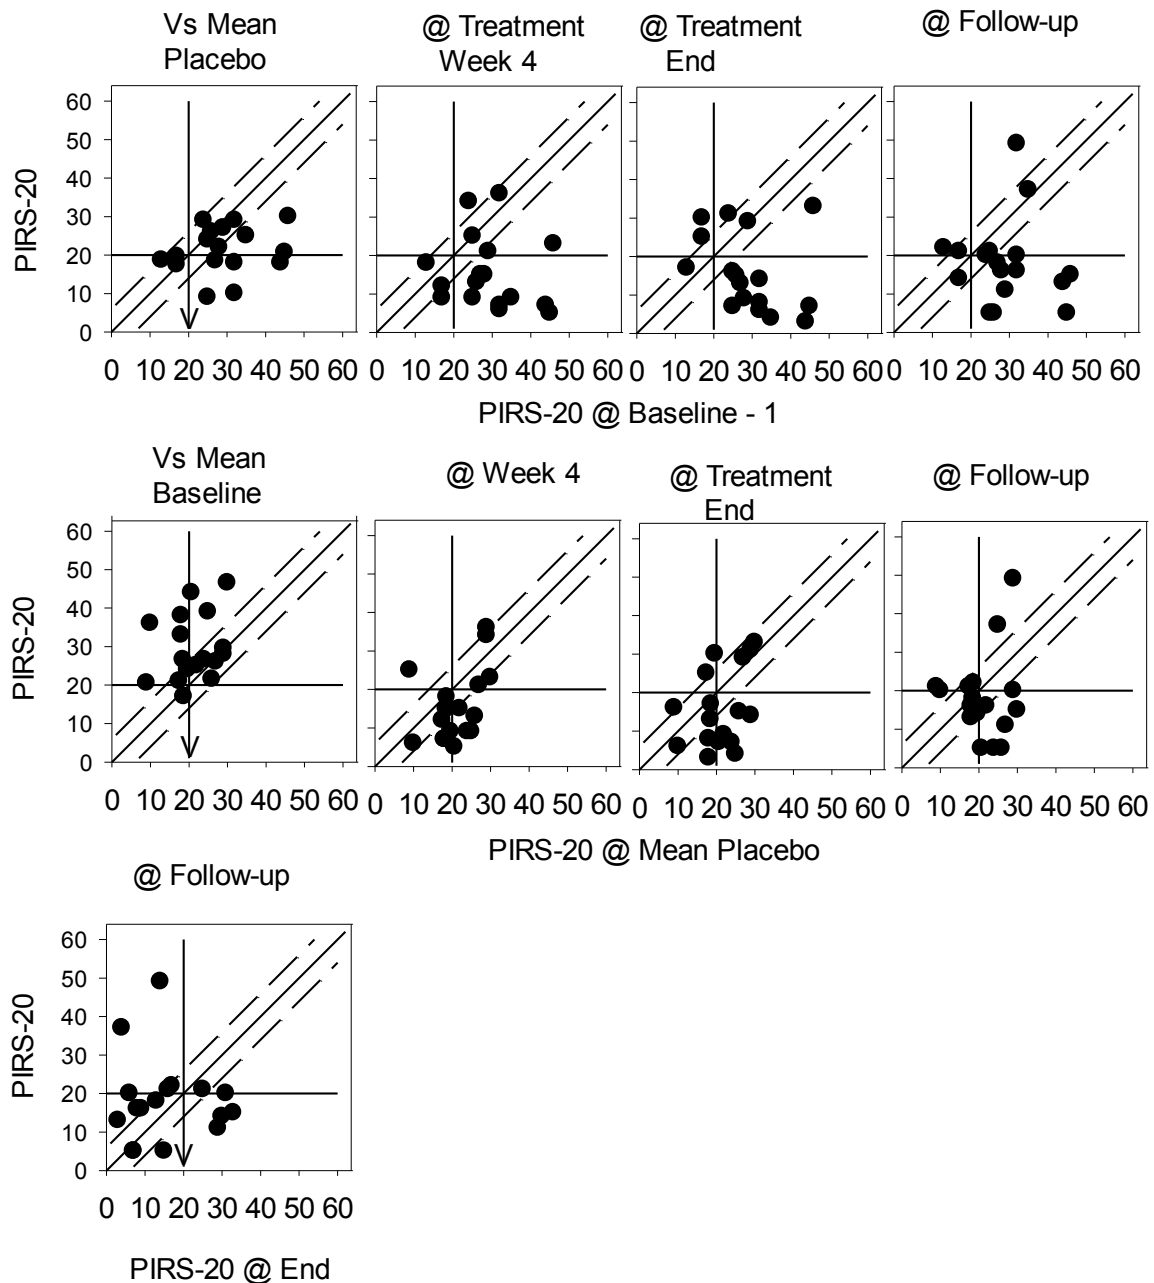 Vs Mean
Placebo
@ Treatment
Week 4
@ Treatment
End
@ Follow-up
PIRS-20
60
50
40
30
20
10
0
0 10 20 30 40 50 60
0 10 20 30 40 50 60
0 10 20 30 40 50 60
0 10 20 30 40 50 60
PIRS-20 @ Baseline - 1
Vs Mean
Baseline
@ Week 4
@ Treatment
End
@ Follow-up
PIRS-20
60
50
40
30
20
10
0
0 10 20 30 40 50 60
0 10 20 30 40 50 60
0 10 20 30 40 50 60
0 10 20 30 40 50 60
PIRS-20 @ Mean Placebo
@ Follow-up
PIRS-20
60
50
40
30
20
10
0
0 10 20 30 40 50 60
PIRS-20 @ End